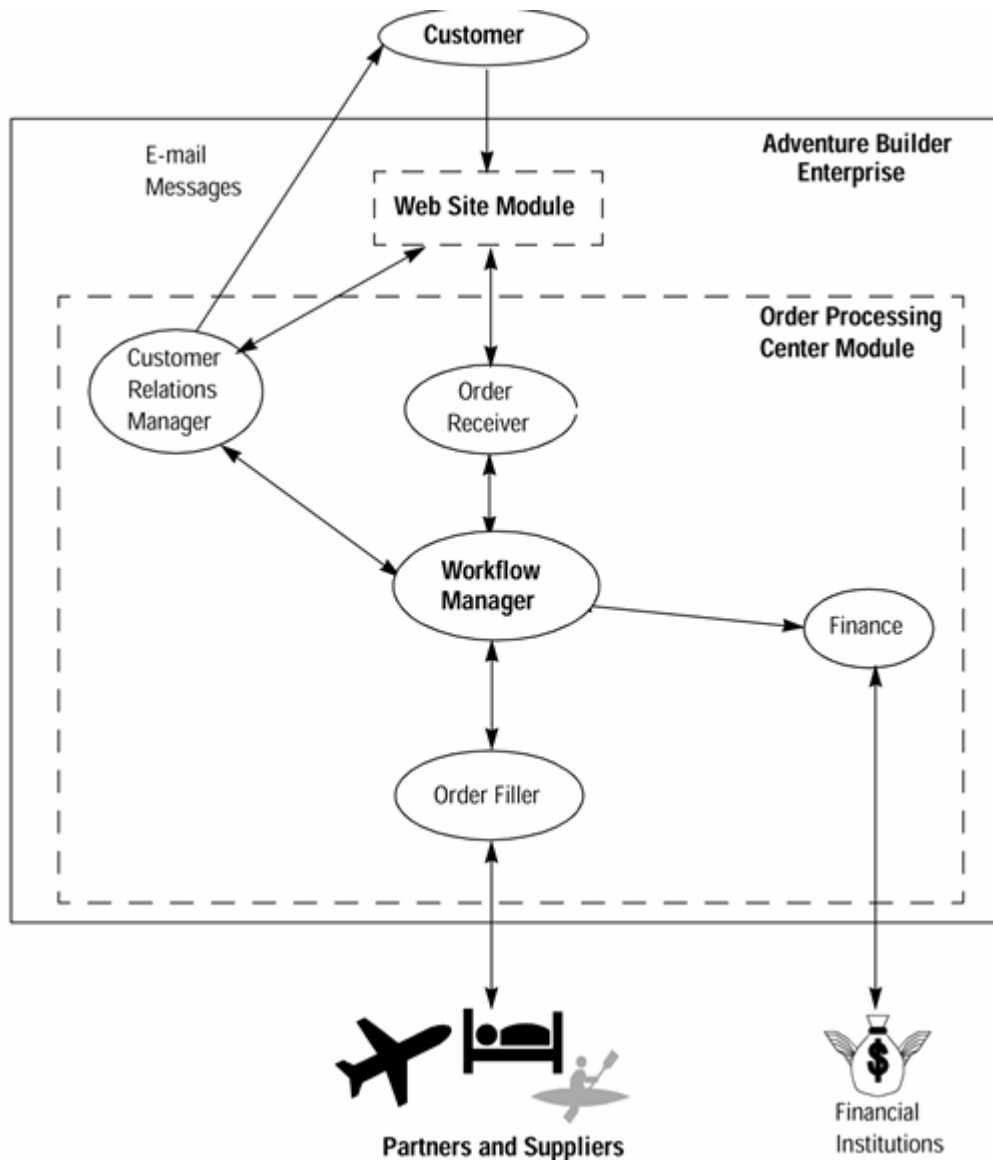 Customer
E-mail
Messages
Adventure Builder
Enterprise
Web Site Module
Order Processing
Center Module
Customer
Relations
Manager
Order
Receiver
Workflow
Manager
Finance
Order Filler
$
Financial
Institutions
Partners and Suppliers